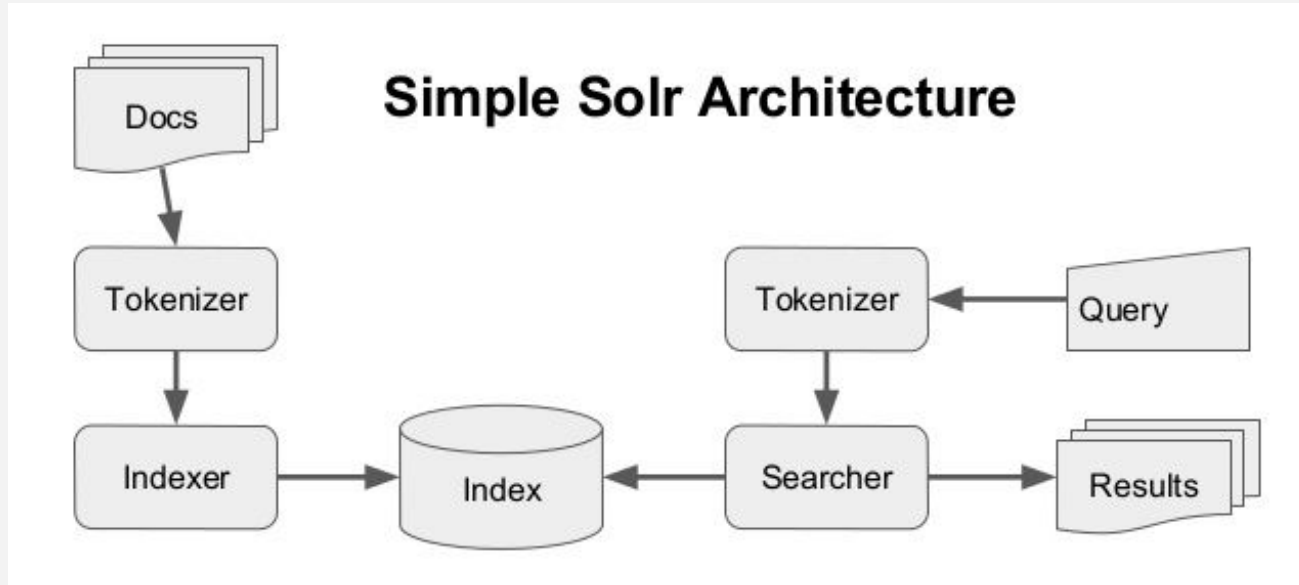 Simple Solr Architecture
Docs
Tokenizer
Tokenizer
Query
Indexer
Index
Searcher
Results